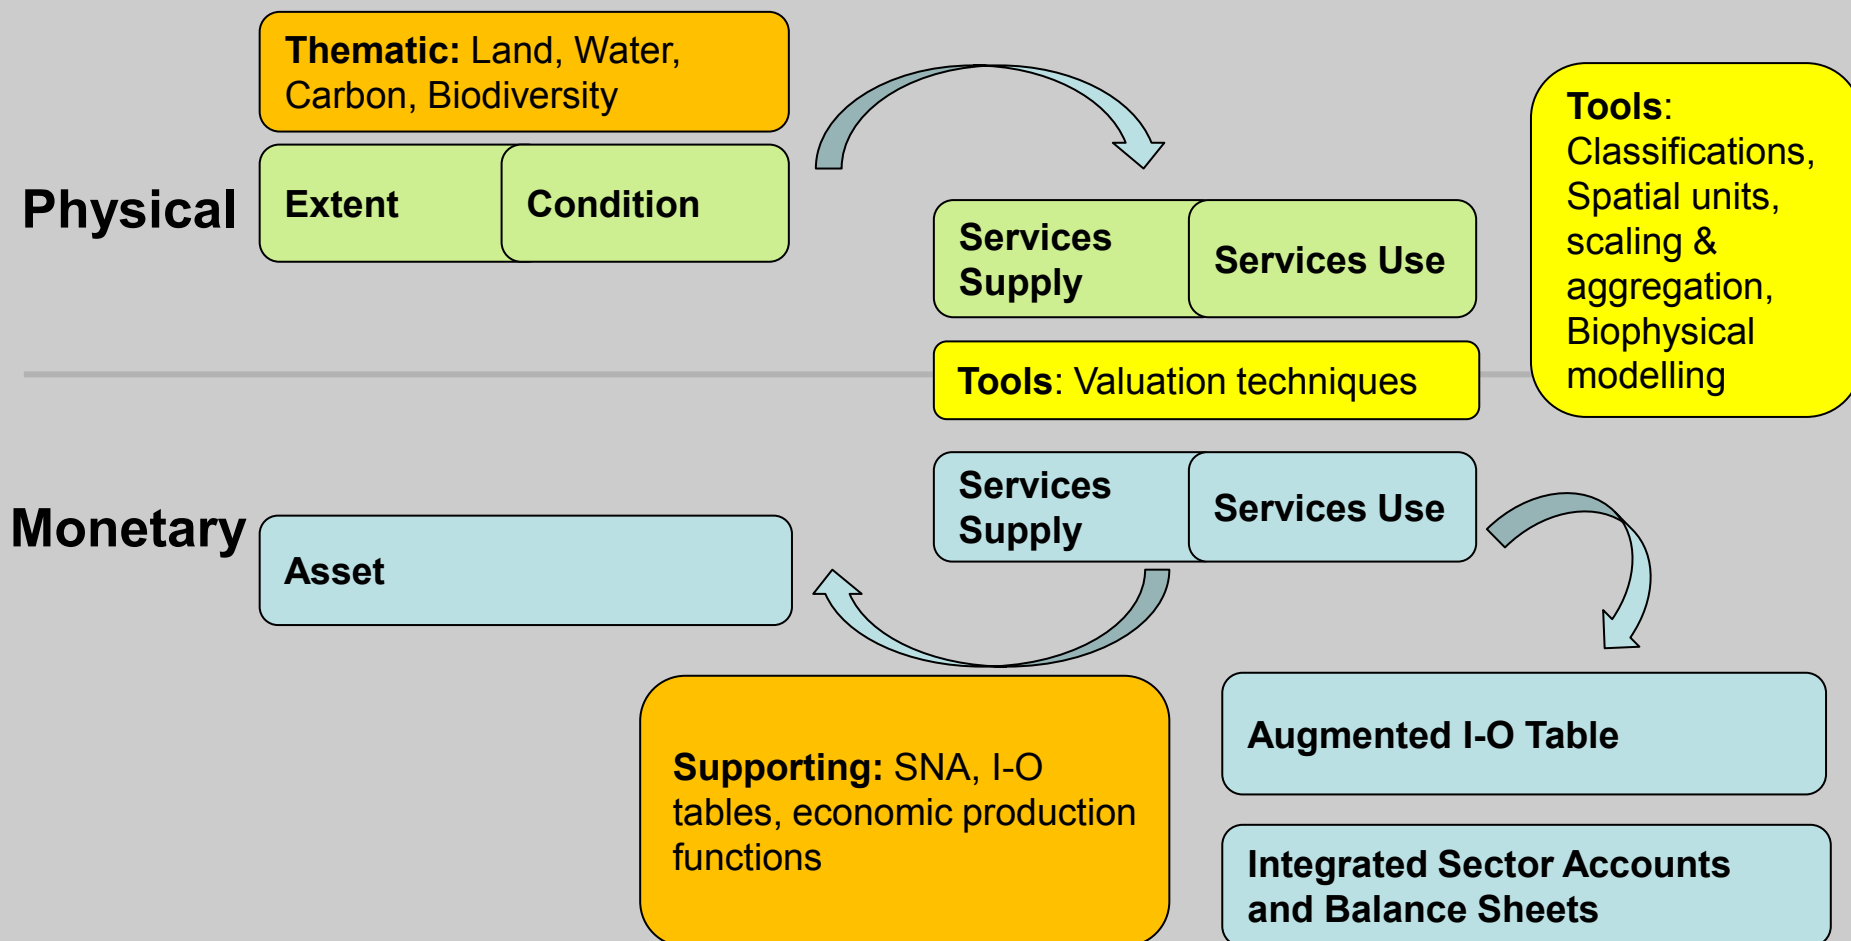 Thematic: Land, Water,
Carbon, Biodiversity
Physical
Extent
Condition
Services
Supply
Services Use
Tools:
Classifications,
Spatial units,
scaling &
aggregation,
Biophysical
modelling
Tools: Valuation techniques
Monetary
Asset
Services
Supply
Services Use
Supporting: SNA, I-O
tables, economic production
functions
Augmented I-O Table
Integrated Sector Accounts
and Balance Sheets